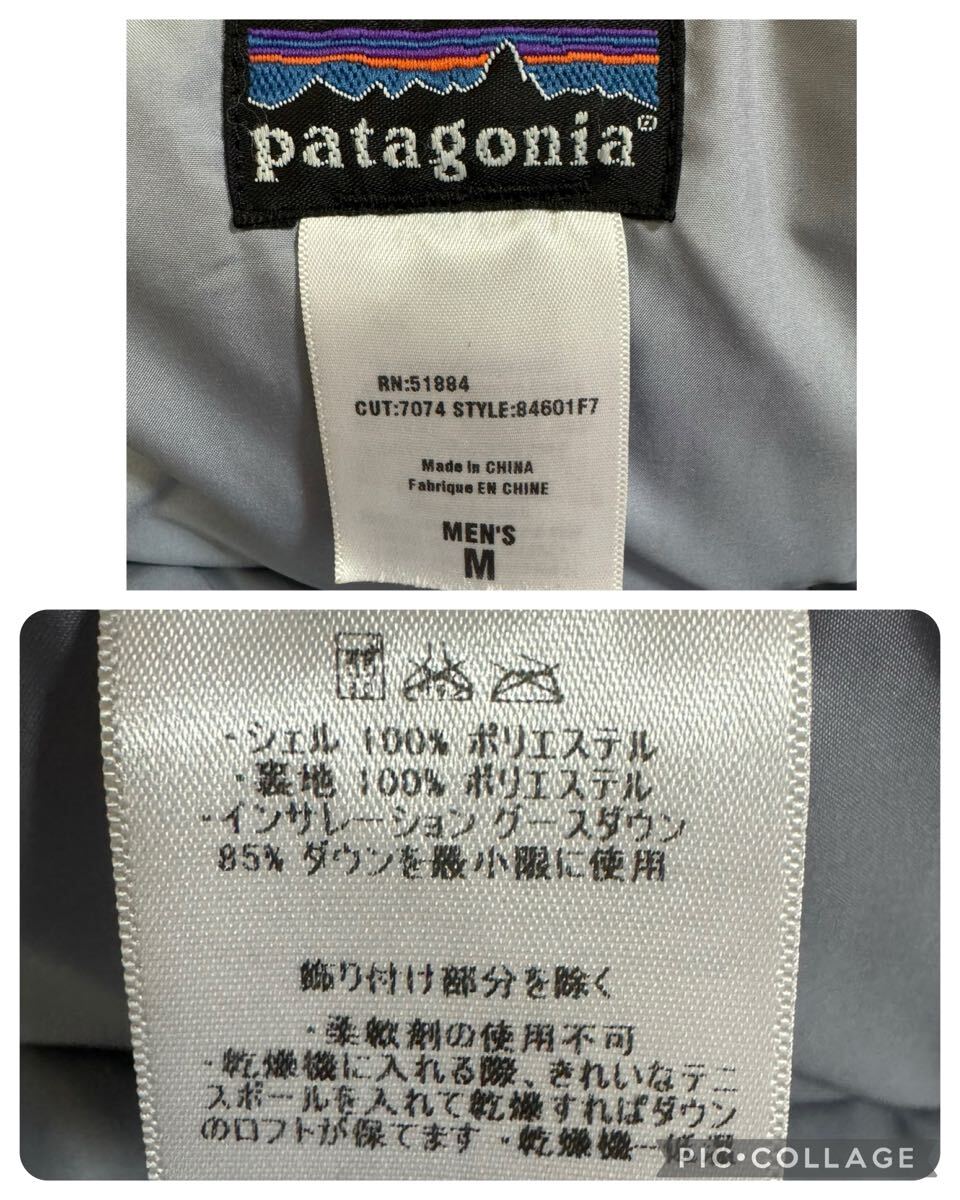 patagonia®
RN:51884
CUT:7074 STYLE:84601F7
Made in CHINA
Fabrique EN CHINE
MEN'S
M
・シェル 100% ポリエステル
・裏地 100% ポリエステル
・インサレーション グースダウン
85% ダウンを最小限に使用
飾り付け部分を除く
・柔軟剤の使用不可
・乾燥機に入れる際、きれいなテニ
スボールを入れて乾燥すればダウン
のロフトが保てます ・乾燥機一低温
PIC•COLLAGE